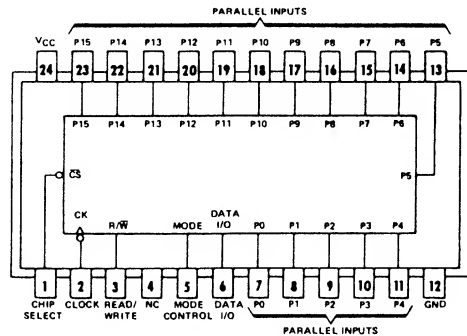 PARALLEL INPUTS
VCC P15 P14 P13 P12 P11 P10 P9 P8 P7 P6 P5
24 23 22 21 20 19 18 17 16 15 14 13
P15 P14 P13 P12 P11 P10 P9 P8 P7 P6
CS P5
CK
R/W MODE DATA I/O P0 P1 P2 P3 P4
1 2 3 4 5 6 7 8 9 10 11 12
CHIP SELECT CLOCK READ/WRITE NC MODE CONTROL DATA I/O P0 P1 P2 P3 P4 GND
PARALLEL INPUTS